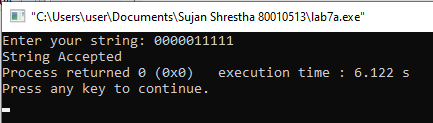 "C:\Users\user\Documents\Sujan Shrestha 80010513\lab7a.exe"
Enter your string: 0000011111
String Accepted
Process returned 0 (0x0)   execution time : 6.122 s
Press any key to continue.